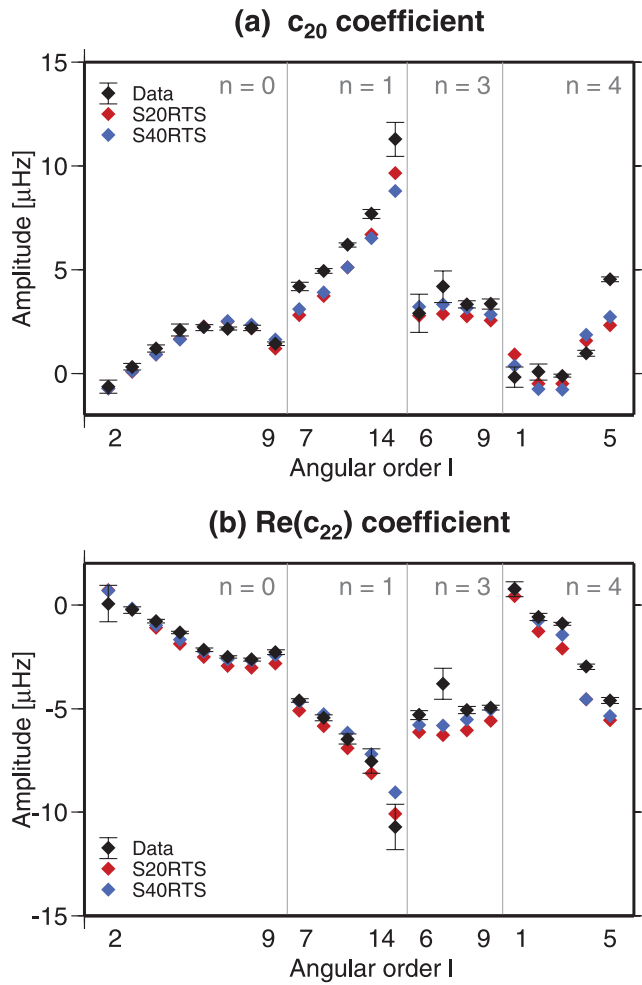 (a) c₂₀ coefficient
15
10
5
0
Amplitude [μHz]
Data
S20RTS
S40RTS
n = 0
n = 1
n = 3
n = 4
2 9 7 14 6 9 1 5
Angular order l
(b) Re(c₂₂) coefficient
0
-5
-10
-15
Amplitude [μHz]
n = 0
n = 1
n = 3
n = 4
Data
S20RTS
S40RTS
2 9 7 14 6 9 1 5
Angular order l